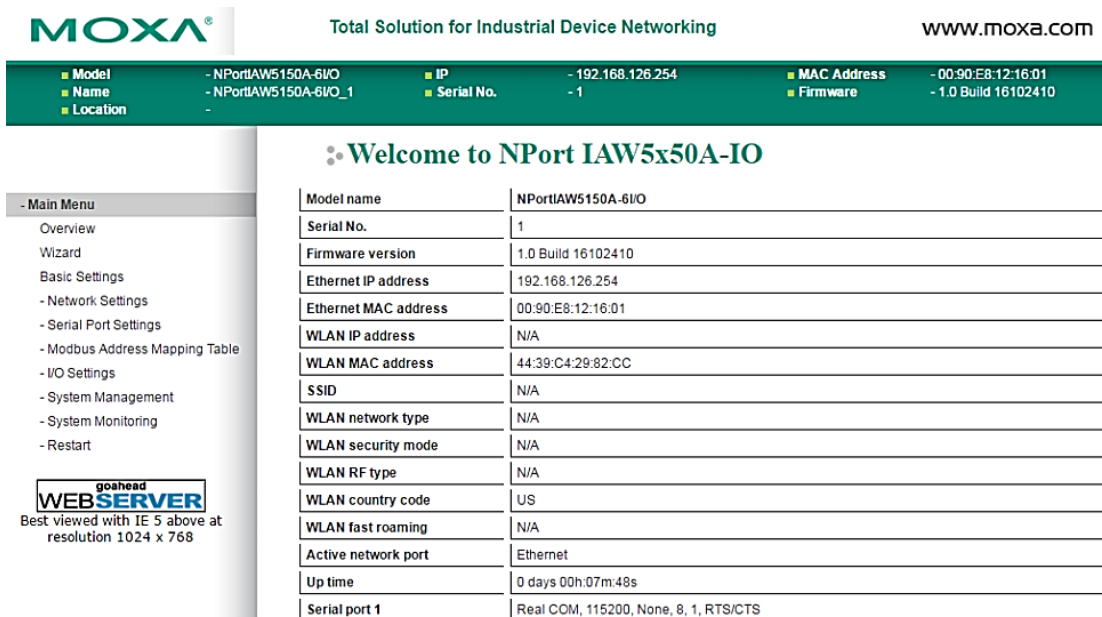 MOXA® Total Solution for Industrial Device Networking www.moxa.com
Model - NPortIAW5150A-6I/O IP - 192.168.126.254 MAC Address - 00:90:E8:12:16:01
Name - NPortIAW5150A-6I/O_1 Serial No. - 1 Firmware - 1.0 Build 16102410
Location -
Welcome to NPort IAW5x50A-IO
- Main Menu
Overview
Wizard
Basic Settings
- Network Settings
- Serial Port Settings
- Modbus Address Mapping Table
- I/O Settings
- System Management
- System Monitoring
- Restart
goahead
WEBSERVER
Best viewed with IE 5 above at
resolution 1024 x 768
Model name NPortIAW5150A-6I/O
Serial No. 1
Firmware version 1.0 Build 16102410
Ethernet IP address 192.168.126.254
Ethernet MAC address 00:90:E8:12:16:01
WLAN IP address N/A
WLAN MAC address 44:39:C4:29:82:CC
SSID N/A
WLAN network type N/A
WLAN security mode N/A
WLAN RF type N/A
WLAN country code US
WLAN fast roaming N/A
Active network port Ethernet
Up time 0 days 00h:07m:48s
Serial port 1 Real COM, 115200, None, 8, 1, RTS/CTS